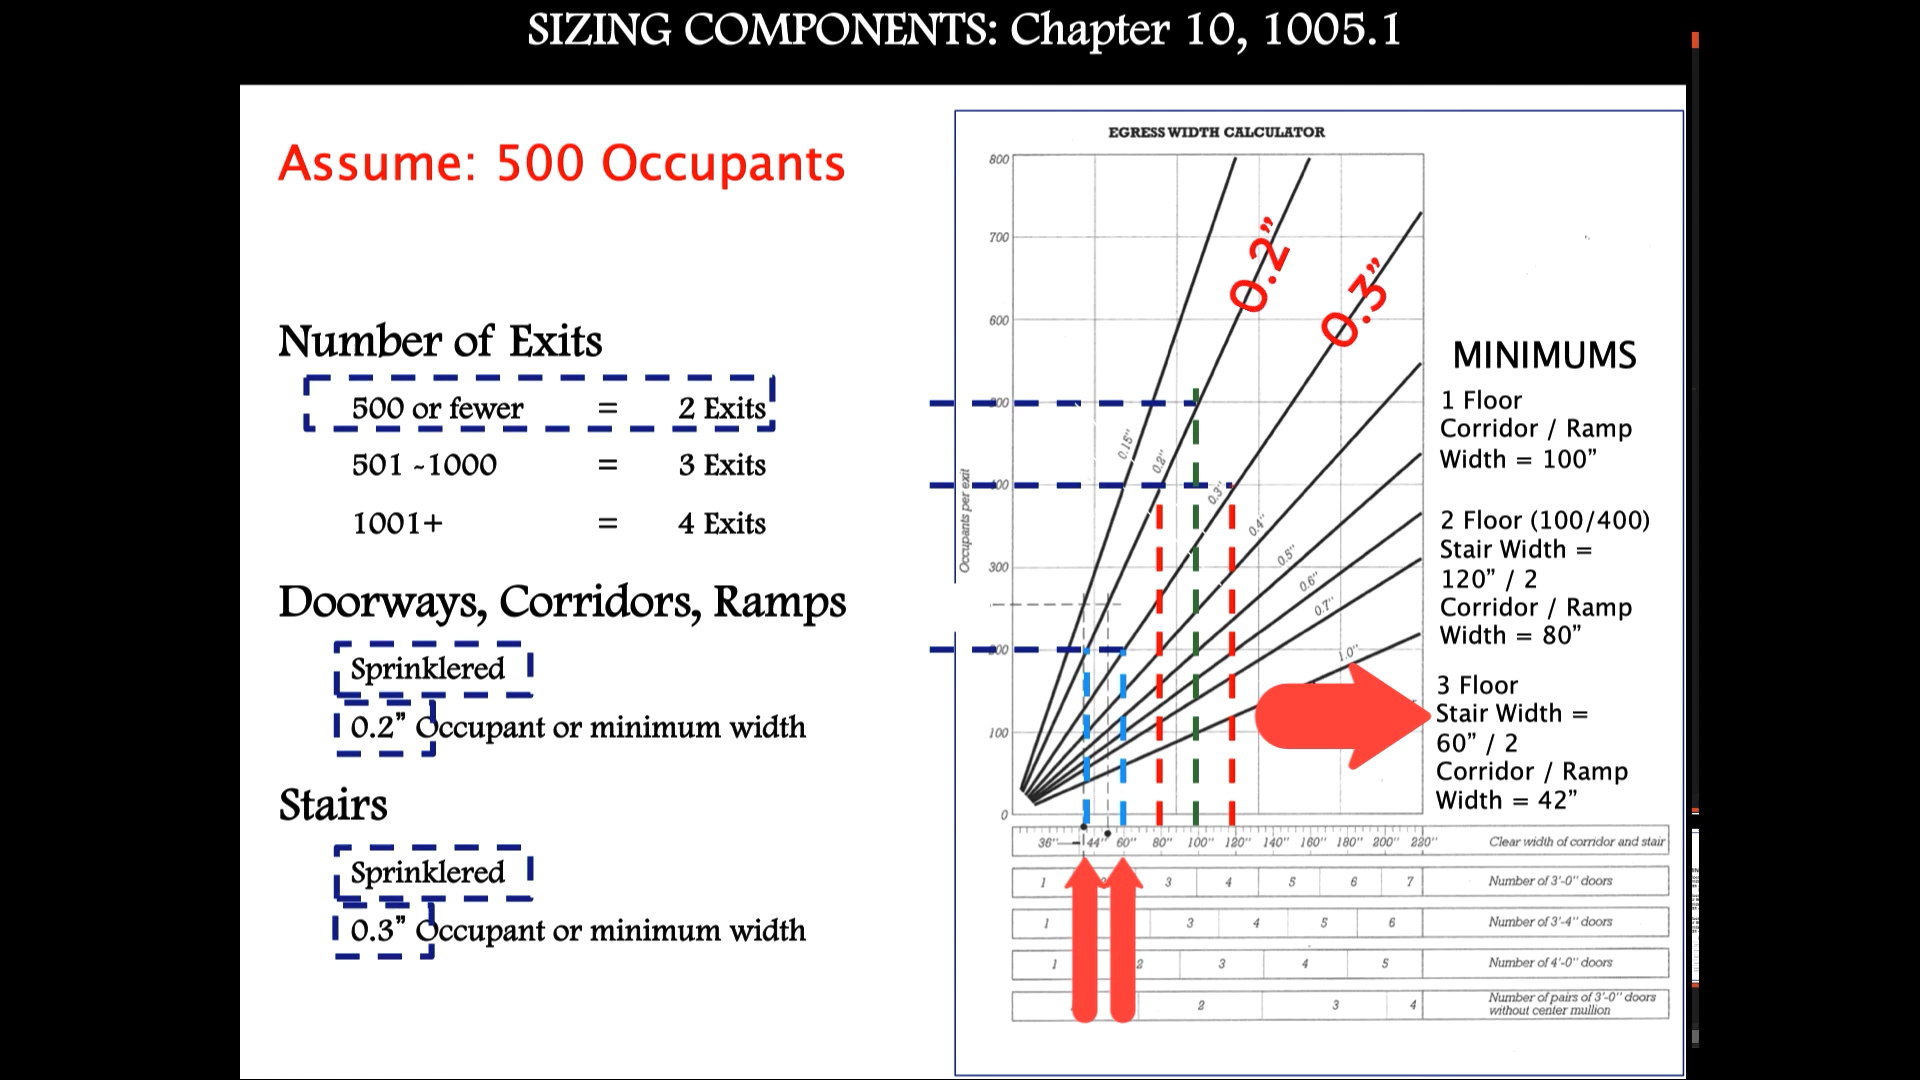 SIZING COMPONENTS: Chapter 10, 1005.1
Assume: 500 Occupants
Number of Exits
500 or fewer = 2 Exits
501 -1000 = 3 Exits
1001+ = 4 Exits
Doorways, Corridors, Ramps
Sprinklered
0.2” Occupant or minimum width
Stairs
Sprinklered
0.3” Occupant or minimum width
EGRESS WIDTH CALCULATOR
800
700
600
300
100
0
Occupants per exit
0.2”
0.3”
0.15"
0.2"
0.3"
0.4"
0.5"
0.6"
0.7"
1.0"
36" 44" 60" 80" 100" 120" 140" 160" 180" 200" 220" Clear width of corridor and stair
1 3 4 5 6 7 Number of 3'-0" doors
1 3 4 5 6 Number of 3'-4" doors
1 2 3 4 5 Number of 4'-0" doors
2 3 4 Number of pairs of 3'-0" doors
without center mullion
MINIMUMS
1 Floor
Corridor / Ramp
Width = 100”
2 Floor (100/400)
Stair Width =
120” / 2
Corridor / Ramp
Width = 80”
3 Floor
Stair Width =
60” / 2
Corridor / Ramp
Width = 42”